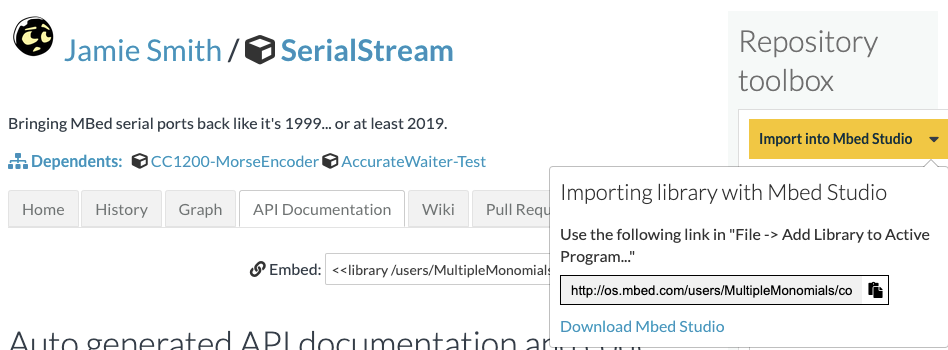 Jamie Smith / SerialStream
Bringing MBed serial ports back like it's 1999... or at least 2019.
Dependents: CC1200-MorseEncoder AccurateWaiter-Test
Home History Graph API Documentation Wiki Pull Requ
Embed: <<library /users/MultipleMonomials
Auto generated API documentation and
Repository
toolbox
Import into Mbed Studio
Importing library with Mbed Studio
Use the following link in "File -> Add Library to Active
Program..."
http://os.mbed.com/users/MultipleMonomials/co
Download Mbed Studio